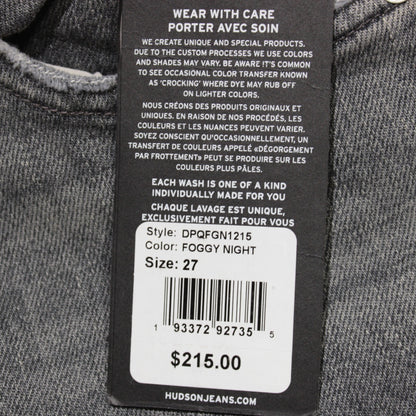 WEAR WITH CARE
PORTER AVEC SOIN
WE CREATE UNIQUE AND SPECIAL PRODUCTS.
DUE TO THE CUSTOM PROCESSES WE USE COLORS
AND SHADES MAY VARY. BE AWARE IT'S COMMON
TO SEE OCCASIONAL COLOR TRANSFER KNOWN
AS 'CROCKING' WHERE DYE MAY RUB OFF
ON LIGHTER COLORS.
NOUS CRÉONS DES PRODUITS ORIGINAUX ET
UNIQUES. EN RAISON DE NOS PROCÉDÉS, LES
COULEURS ET LES NUANCES PEUVENT VARIER.
SOYEZ CONSCIENT QU'OCCASIONNELLEMENT, UN
TRANSFERT DE COULEURS APPELÉ «DÉGORGEMENT
PAR FROTTEMENT» PEUT SE PRODUIRE SUR LES
COULEURS PLUS PÂLES.
EACH WASH IS ONE OF A KIND
INDIVIDUALLY MADE FOR YOU
CHAQUE LAVAGE EST UNIQUE,
EXCLUSIVEMENT FAIT POUR VOUS
Style: DPQFGN1215
Color: FOGGY NIGHT
Size: 27
1 93372 92735 5
$215.00
HUDSONJEANS.COM